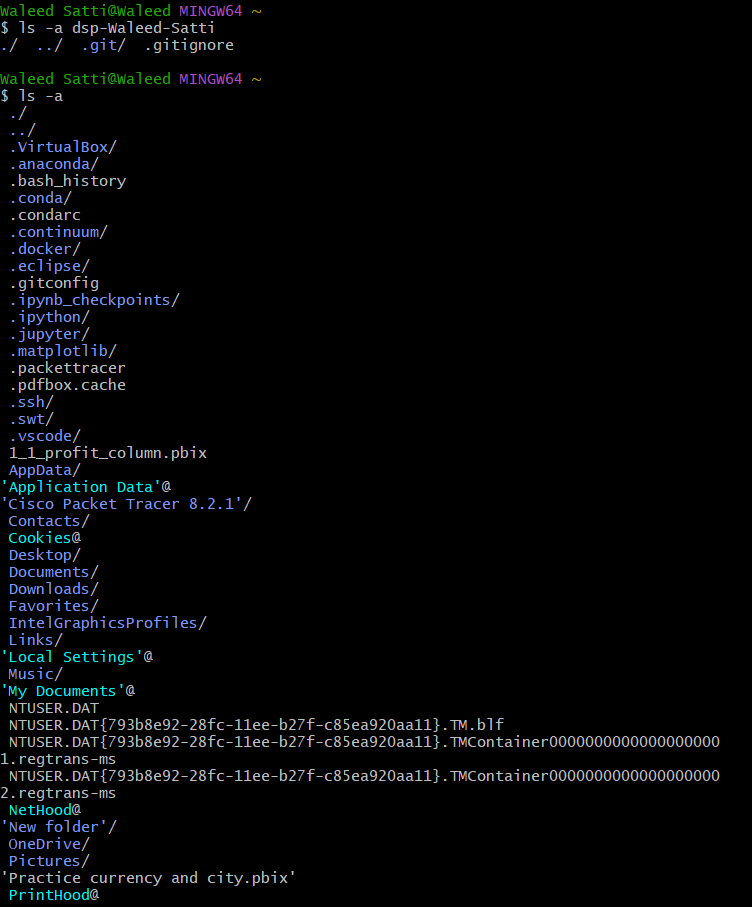 Waleed Satti@Waleed MINGW64 ~
$ ls -a dsp-Waleed-Satti
./  ../  .git/  .gitignore
Waleed Satti@Waleed MINGW64 ~
$ ls -a
./
../
.VirtualBox/
.anaconda/
.bash_history
.conda/
.condarc
.continuum/
.docker/
.eclipse/
.gitconfig
.ipynb_checkpoints/
.ipython/
.jupyter/
.matplotlib/
.packettracer
.pdfbox.cache
.ssh/
.swt/
.vscode/
1_1_profit_column.pbix
AppData/
'Application Data'@
'Cisco Packet Tracer 8.2.1'/
Contacts/
Cookies@
Desktop/
Documents/
Downloads/
Favorites/
IntelGraphicsProfiles/
Links/
'Local Settings'@
Music/
'My Documents'@
NTUSER.DAT
NTUSER.DAT{793b8e92-28fc-11ee-b27f-c85ea920aa11}.TM.blf
NTUSER.DAT{793b8e92-28fc-11ee-b27f-c85ea920aa11}.TMContainer0000000000000000000
1.regtrans-ms
NTUSER.DAT{793b8e92-28fc-11ee-b27f-c85ea920aa11}.TMContainer0000000000000000000
2.regtrans-ms
NetHood@
'New folder'/
OneDrive/
Pictures/
'Practice currency and city.pbix'
PrintHood@